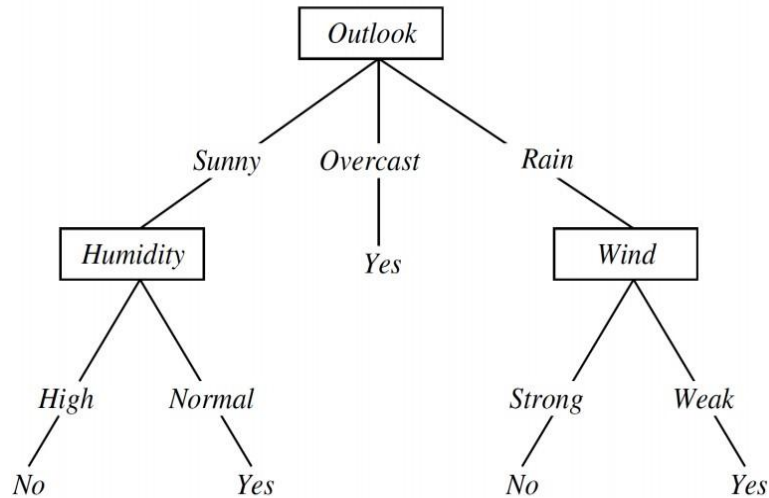 Outlook
Sunny Overcast Rain
Humidity Yes Wind
High Normal Strong Weak
No Yes No Yes